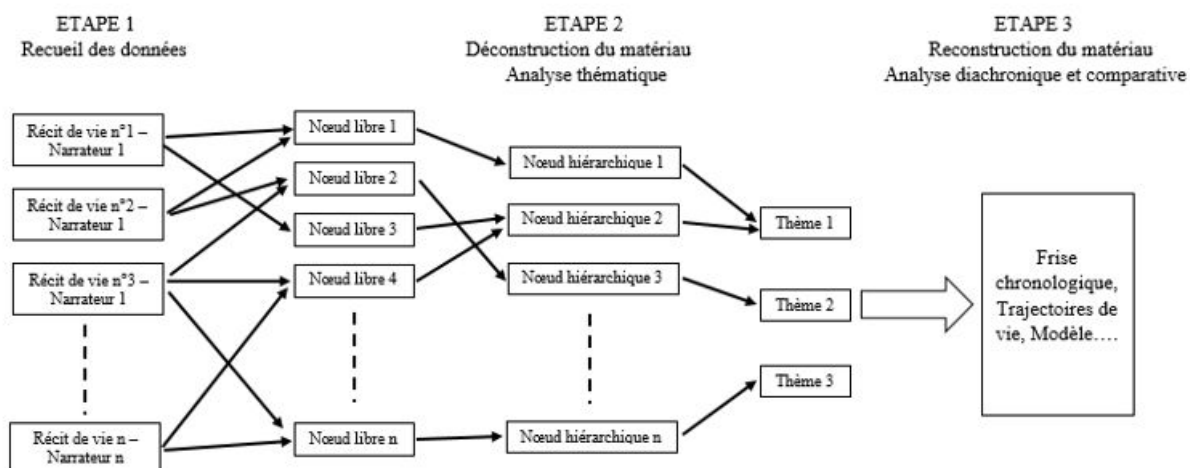 ETAPE 1
Recueil des données
ETAPE 2
Déconstruction du matériau
Analyse thématique
ETAPE 3
Reconstruction du matériau
Analyse diachronique et comparative
Récit de vie n°1 –
Narrateur 1
Récit de vie n°2 –
Narrateur 1
Récit de vie n°3 –
Narrateur 1
Récit de vie n –
Narrateur n
Nœud libre 1
Nœud libre 2
Nœud libre 3
Nœud libre 4
Nœud libre n
Nœud hiérarchique 1
Nœud hiérarchique 2
Nœud hiérarchique 3
Nœud hiérarchique n
Thème 1
Thème 2
Thème 3
Frise
chronologique,
Trajectoires de
vie, Modèle….